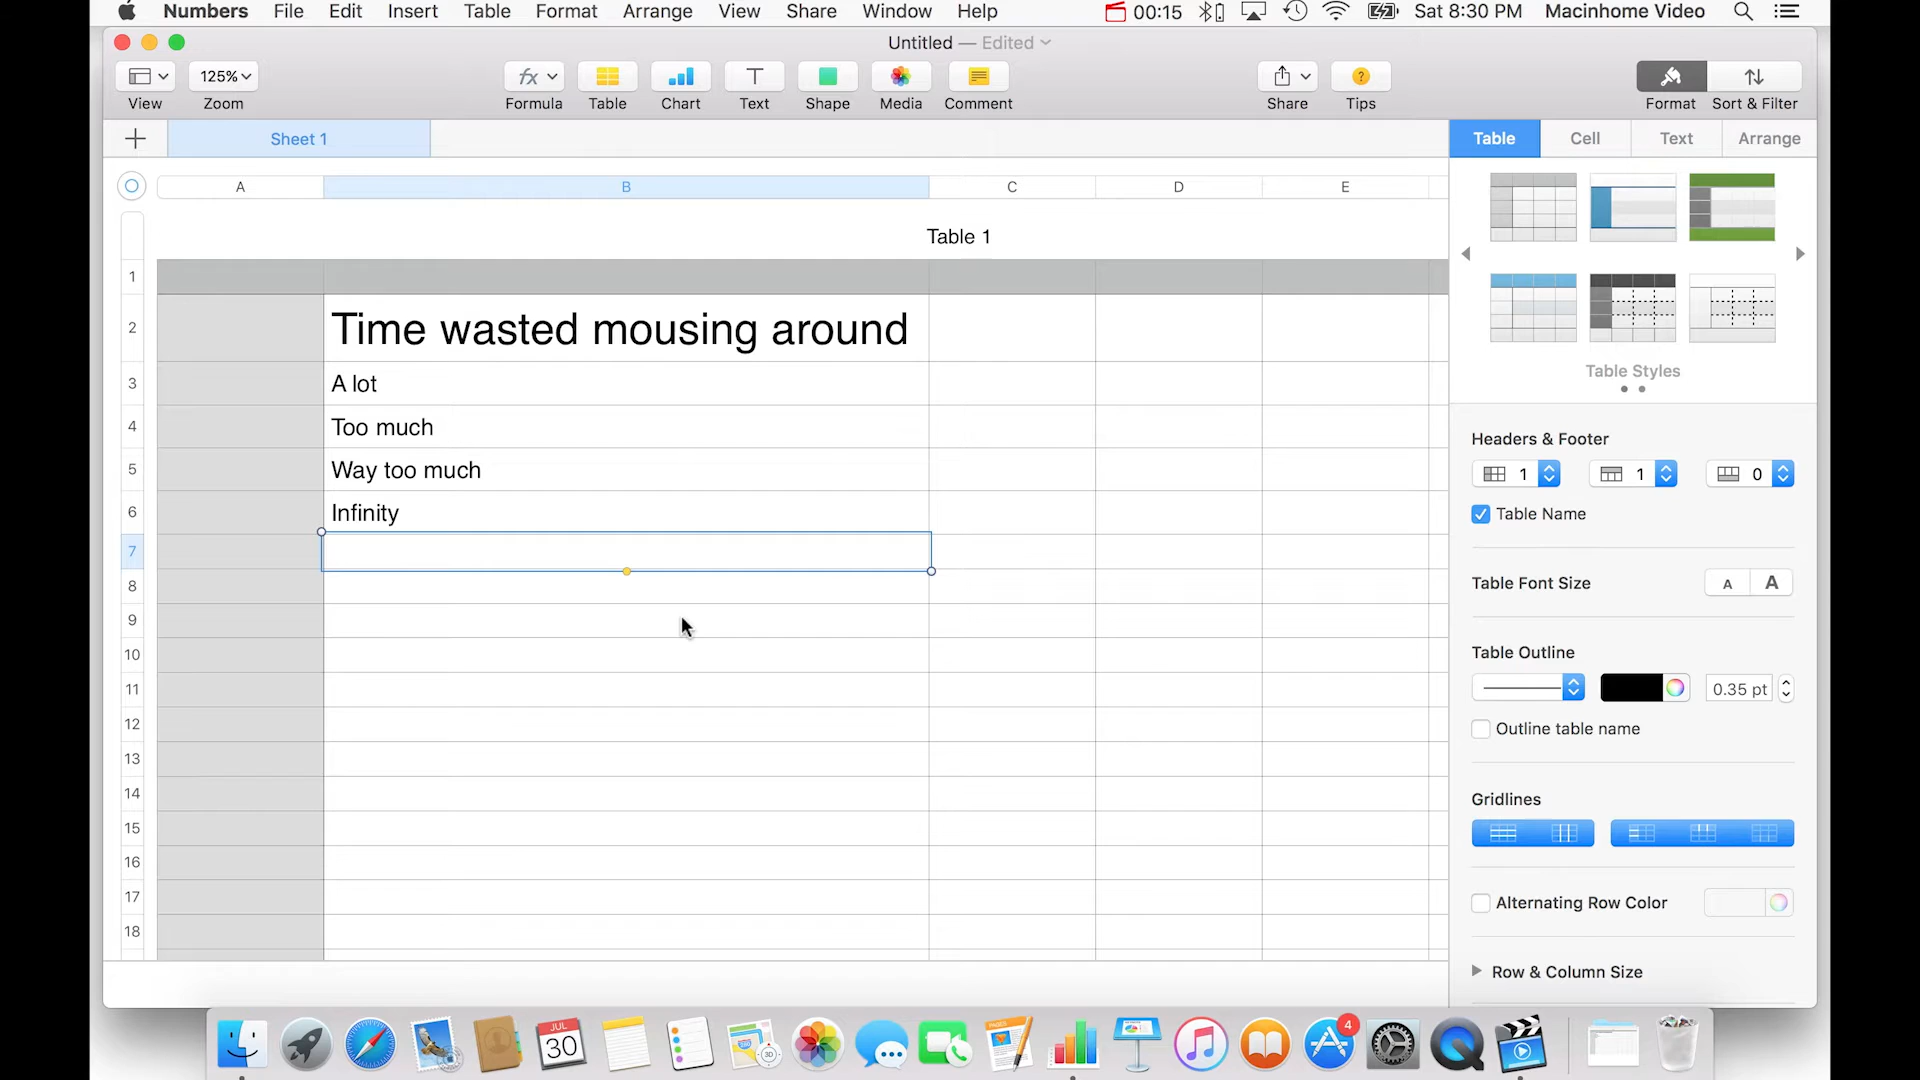 Numbers File Edit Insert Table Format Arrange View Share Window Help 00:15 Sat 8:30 PM Macinhome Video
Untitled — Edited
125%
View Zoom Formula Table Chart Text Shape Media Comment Share Tips Format Sort & Filter
Sheet 1
Table Cell Text Arrange
A B C D E
Table 1
1
2 Time wasted mousing around
3 A lot
4 Too much
5 Way too much
6 Infinity
7
8
9
10
11
12
13
14
15
16
17
18
Table Styles
Headers & Footer
1 1 0
Table Name
Table Font Size A A
Table Outline
0.35 pt
Outline table name
Gridlines
Alternating Row Color
Row & Column Size
JUL
30
3D
PAGES
4